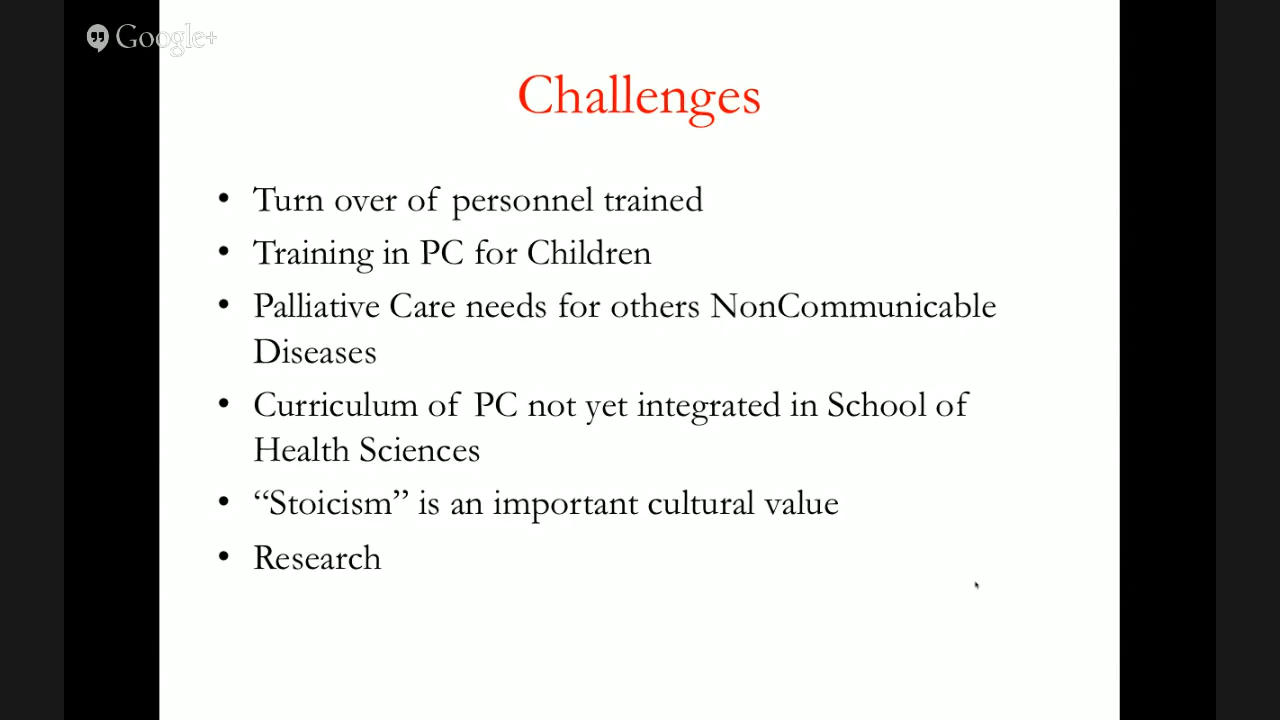 Google+
Challenges
• Turn over of personnel trained
• Training in PC for Children
• Palliative Care needs for others NonCommunicable
Diseases
• Curriculum of PC not yet integrated in School of
Health Sciences
• “Stoicism” is an important cultural value
• Research